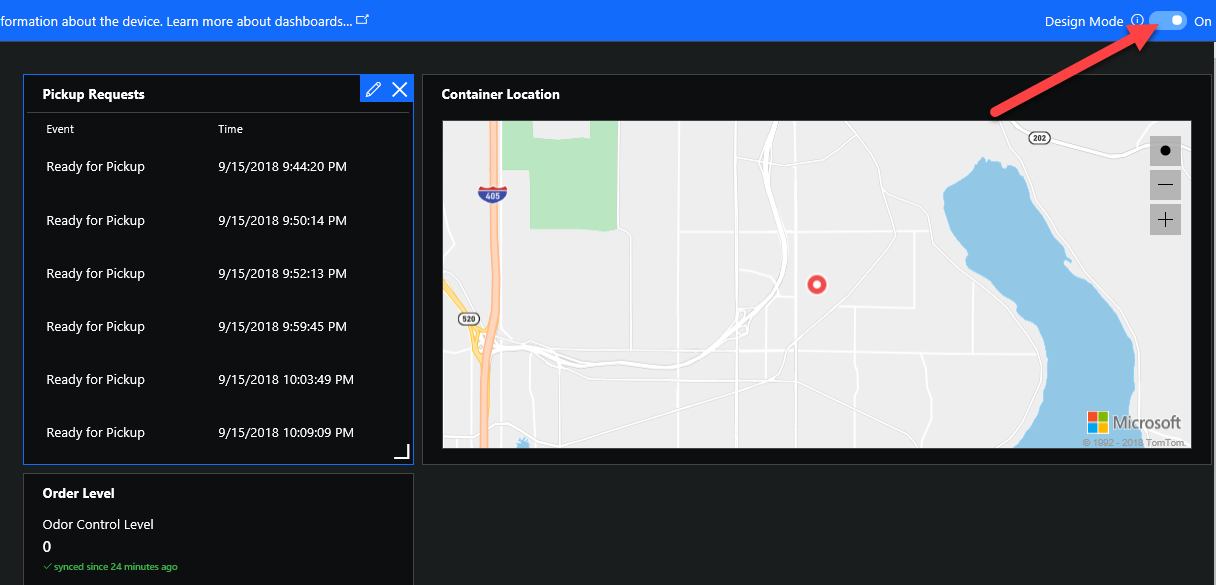 formation about the device. Learn more about dashboards...
Design Mode On
Pickup Requests
Event Time
Ready for Pickup 9/15/2018 9:44:20 PM
Ready for Pickup 9/15/2018 9:50:14 PM
Ready for Pickup 9/15/2018 9:52:13 PM
Ready for Pickup 9/15/2018 9:59:45 PM
Ready for Pickup 9/15/2018 10:03:49 PM
Ready for Pickup 9/15/2018 10:09:09 PM
Container Location
202
405
520
Microsoft
© 1992 - 2018 TomTom.
Order Level
Odor Control Level
0
synced since 24 minutes ago